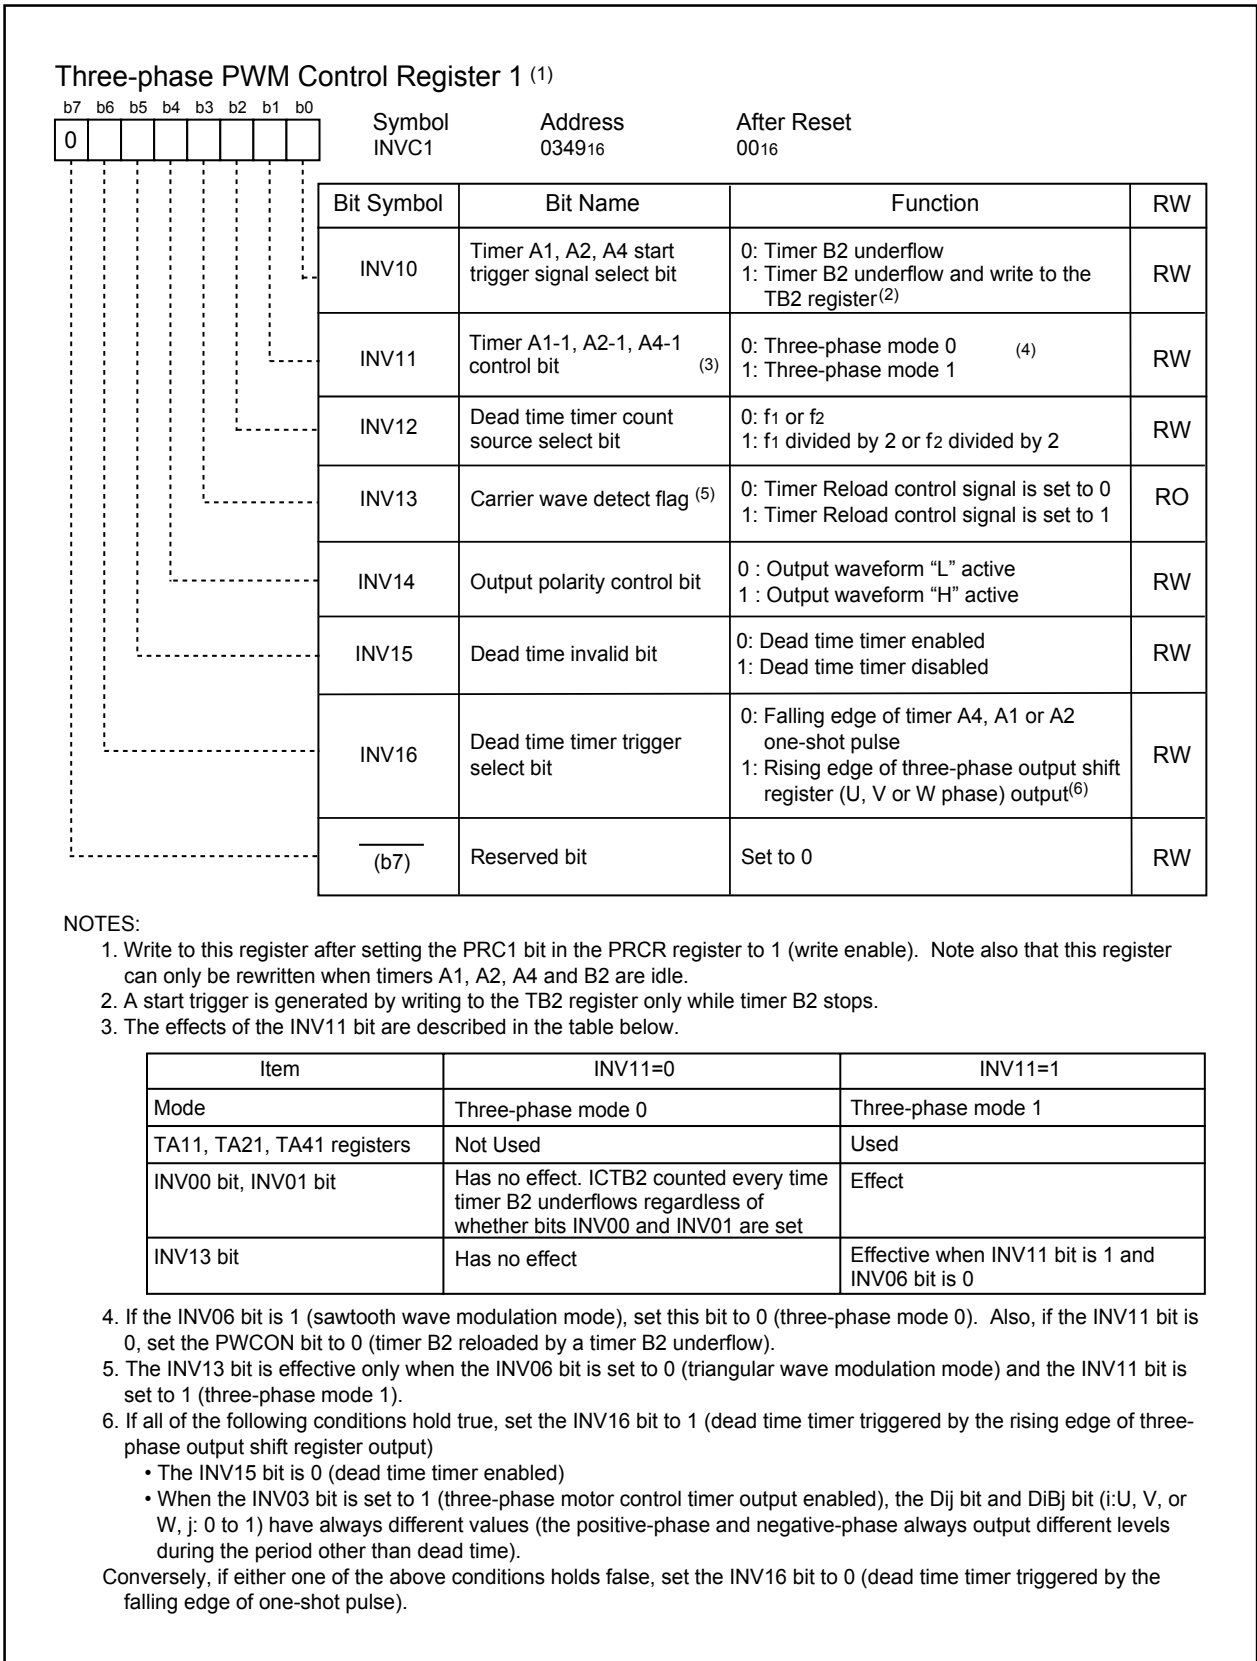 Three-phase PWM Control Register 1 (1)
b7 b6 b5 b4 b3 b2 b1 b0
0
Symbol Address After Reset
INVC1 034916 0016
Bit Symbol Bit Name Function RW
INV10 Timer A1, A2, A4 start trigger signal select bit 0: Timer B2 underflow
1: Timer B2 underflow and write to the TB2 register(2) RW
INV11 Timer A1-1, A2-1, A4-1 control bit (3) 0: Three-phase mode 0 (4)
1: Three-phase mode 1 RW
INV12 Dead time timer count source select bit 0: f1 or f2
1: f1 divided by 2 or f2 divided by 2 RW
INV13 Carrier wave detect flag (5) 0: Timer Reload control signal is set to 0
1: Timer Reload control signal is set to 1 RO
INV14 Output polarity control bit 0 : Output waveform “L” active
1 : Output waveform “H” active RW
INV15 Dead time invalid bit 0: Dead time timer enabled
1: Dead time timer disabled RW
INV16 Dead time timer trigger select bit 0: Falling edge of timer A4, A1 or A2 one-shot pulse
1: Rising edge of three-phase output shift register (U, V or W phase) output(6) RW
(b7) Reserved bit Set to 0 RW
NOTES:
1. Write to this register after setting the PRC1 bit in the PRCR register to 1 (write enable). Note also that this register
can only be rewritten when timers A1, A2, A4 and B2 are idle.
2. A start trigger is generated by writing to the TB2 register only while timer B2 stops.
3. The effects of the INV11 bit are described in the table below.
Item INV11=0 INV11=1
Mode Three-phase mode 0 Three-phase mode 1
TA11, TA21, TA41 registers Not Used Used
INV00 bit, INV01 bit Has no effect. ICTB2 counted every time timer B2 underflows regardless of whether bits INV00 and INV01 are set Effect
INV13 bit Has no effect Effective when INV11 bit is 1 and INV06 bit is 0
4. If the INV06 bit is 1 (sawtooth wave modulation mode), set this bit to 0 (three-phase mode 0). Also, if the INV11 bit is
0, set the PWCON bit to 0 (timer B2 reloaded by a timer B2 underflow).
5. The INV13 bit is effective only when the INV06 bit is set to 0 (triangular wave modulation mode) and the INV11 bit is
set to 1 (three-phase mode 1).
6. If all of the following conditions hold true, set the INV16 bit to 1 (dead time timer triggered by the rising edge of three-
phase output shift register output)
• The INV15 bit is 0 (dead time timer enabled)
• When the INV03 bit is set to 1 (three-phase motor control timer output enabled), the Dij bit and DiBj bit (i:U, V, or
W, j: 0 to 1) have always different values (the positive-phase and negative-phase always output different levels
during the period other than dead time).
Conversely, if either one of the above conditions holds false, set the INV16 bit to 0 (dead time timer triggered by the
falling edge of one-shot pulse).